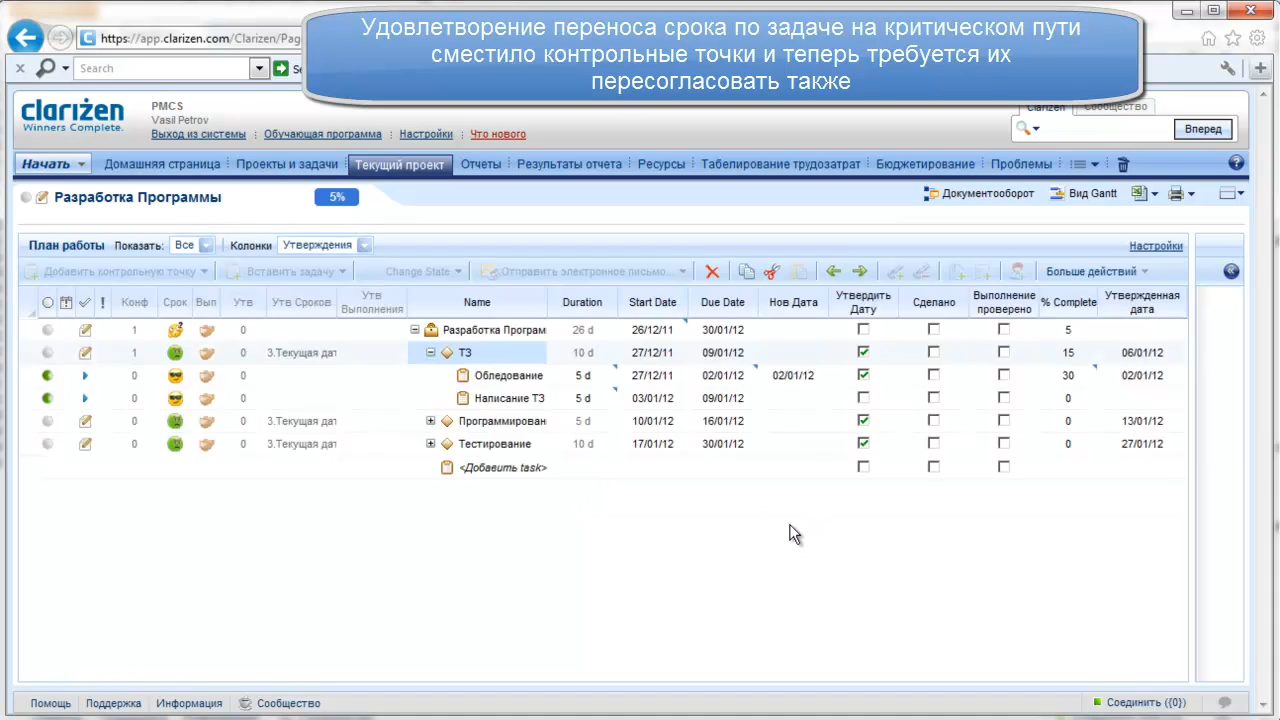 Удовлетворение переноса срока по задаче на критическом пути
сместило контрольные точки и теперь требуется их
пересогласовать также
https://app.clarizen.com/Clarizen/Pag
Search
clarizen
Winners Complete.
PMCS
Vasil Petrov
Выход из системы Обучающая программа Настройки Что нового
Clarizen Сообщество
Вперед
Начать Домашняя страница Проекты и задачи Текущий проект Отчеты Результаты отчета Ресурсы Табелирование трудозатрат Бюджетирование Проблемы
Разработка Программы 5% Документооборот Вид Gantt
План работы Показать: Все Колонки Утверждения Настройки
Добавить контрольную точку Вставить задачу Change State Отправить электронное письмо... Больше действий
! Конф Срок Вып Утв Утв Сроков Утв Выполнения Name Duration Start Date Due Date Нов Дата Утвердить Дату Сделано Выполнение проверено % Complete Утвержденная дата
1 0 Разработка Програм 26 d 26/12/11 30/01/12 5
1 0 3.Текущая дат ТЗ 10 d 27/12/11 09/01/12 15 06/01/12
0 0 Обледование 5 d 27/12/11 02/01/12 02/01/12 30 02/01/12
0 0 Написание ТЗ 5 d 03/01/12 09/01/12 0
0 0 3.Текущая дат Программирован 5 d 10/01/12 16/01/12 0 13/01/12
0 0 3.Текущая дат Тестирование 10 d 17/01/12 30/01/12 0 27/01/12
<Добавить task>
Помощь Поддержка Информация Сообщество Соединить ({0})